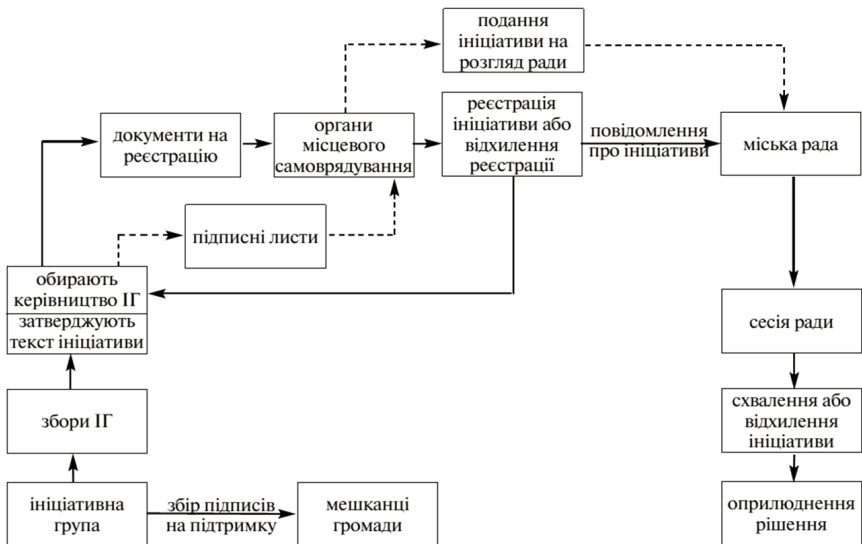 подання
ініціативи на
розгляд ради
документи на
реєстрацію
органи
місцевого
самоврядування
реєстрація
ініціативи або
відхилення
реєстрації
повідомлення
про ініціативи
міська рада
підписні листи
обирають
керівництво ІГ
затверджують
текст ініціативи
сесія ради
збори ІГ
схвалення або
відхилення
ініціативи
ініціативна
група
збір підписів
на підтримку
мешканці
громади
оприлюднення
рішення